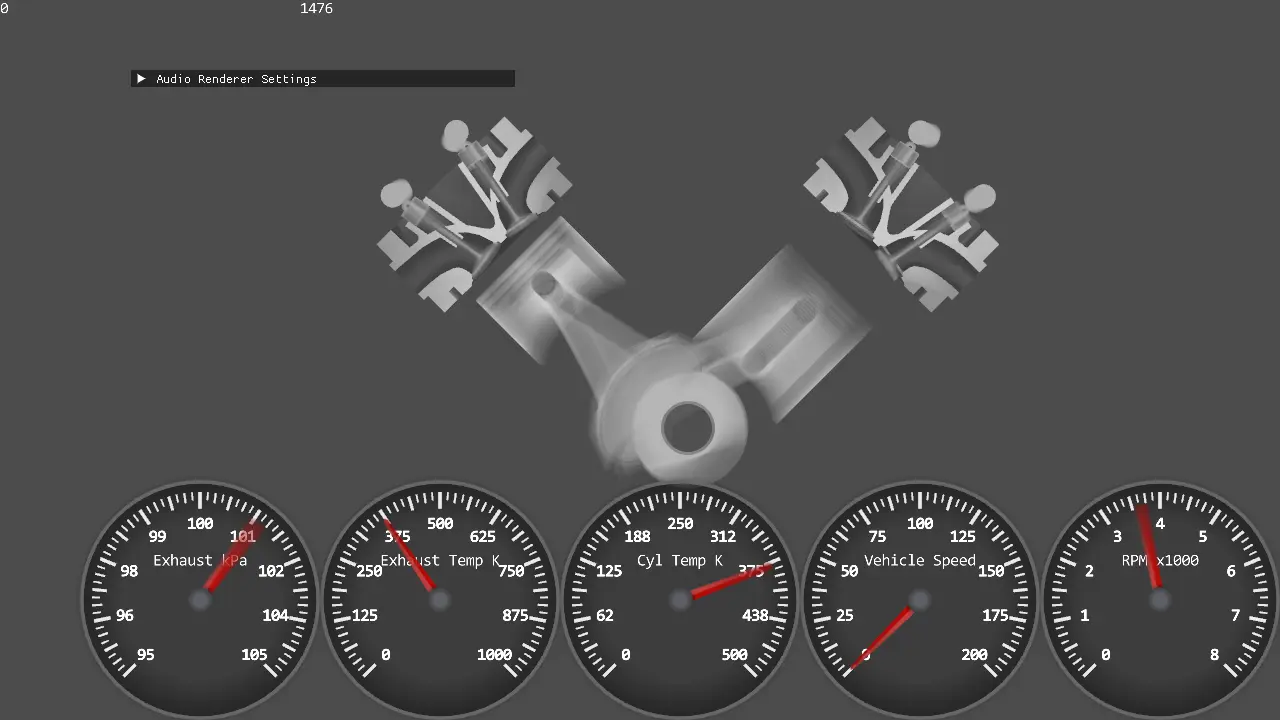 0 1476
Audio Renderer Settings
Exhaust kPa
95 96 98 99 100 101 102 104 105
Exhaust Temp K
0 125 250 375 500 625 750 875 1000
Cyl Temp K
0 62 125 188 250 312 375 438 500
Vehicle Speed
0 25 50 75 100 125 150 175 200
RPM x1000
0 1 2 3 4 5 6 7 8